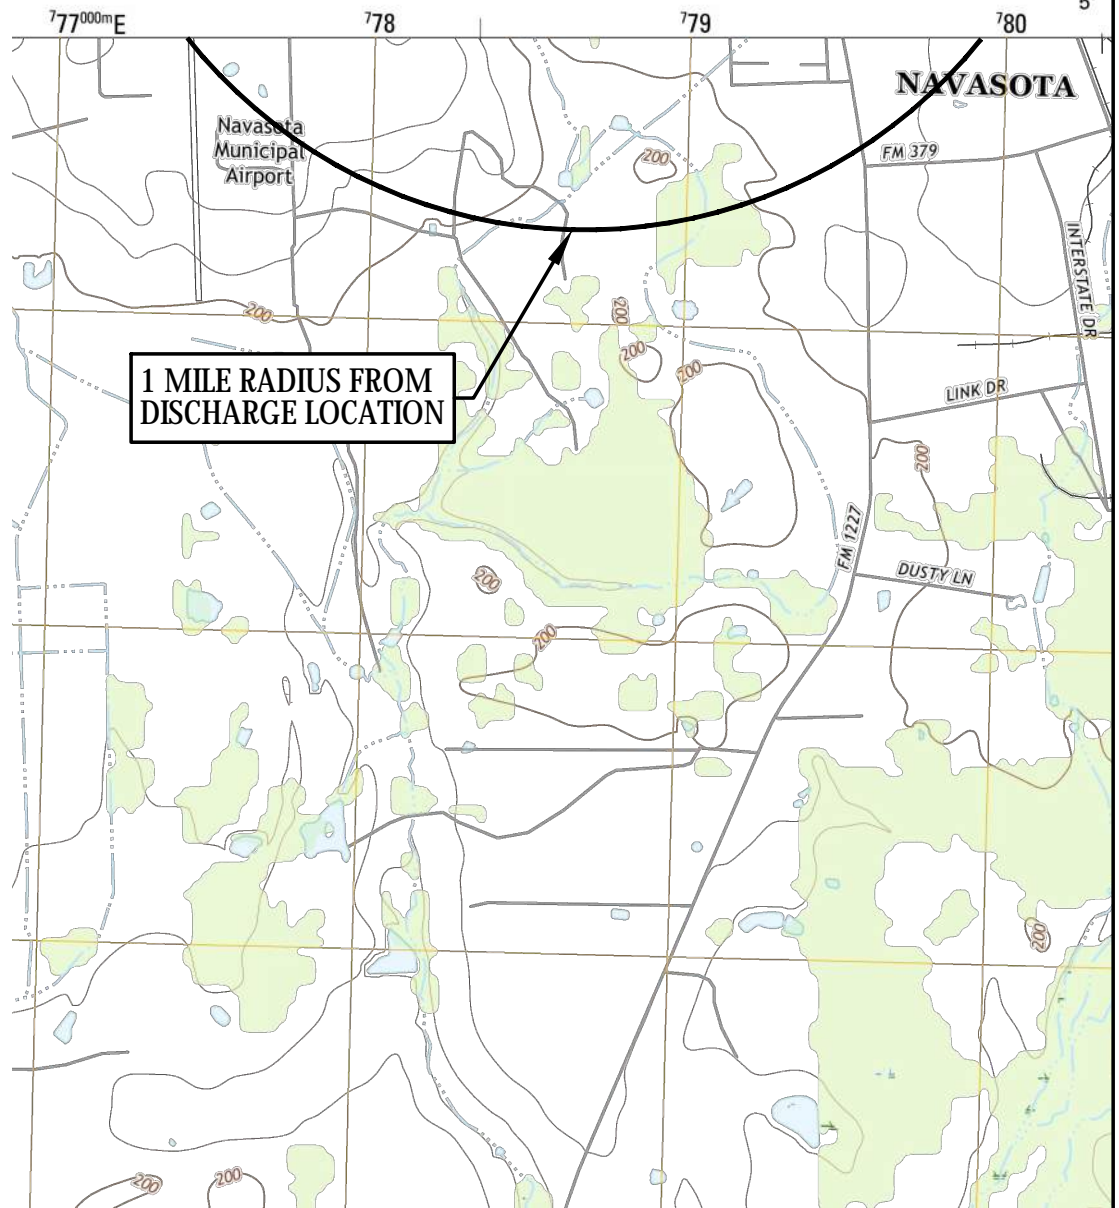 5
777000mE
778
779
780
NAVASOTA
Navasota
Municipal
Airport
200
FM 379
INTERSTATE DR
200
200
200
200
1 MILE RADIUS FROM
DISCHARGE LOCATION
LINK DR
200
FM 1227
200
DUSTY LN
200
200
200
200